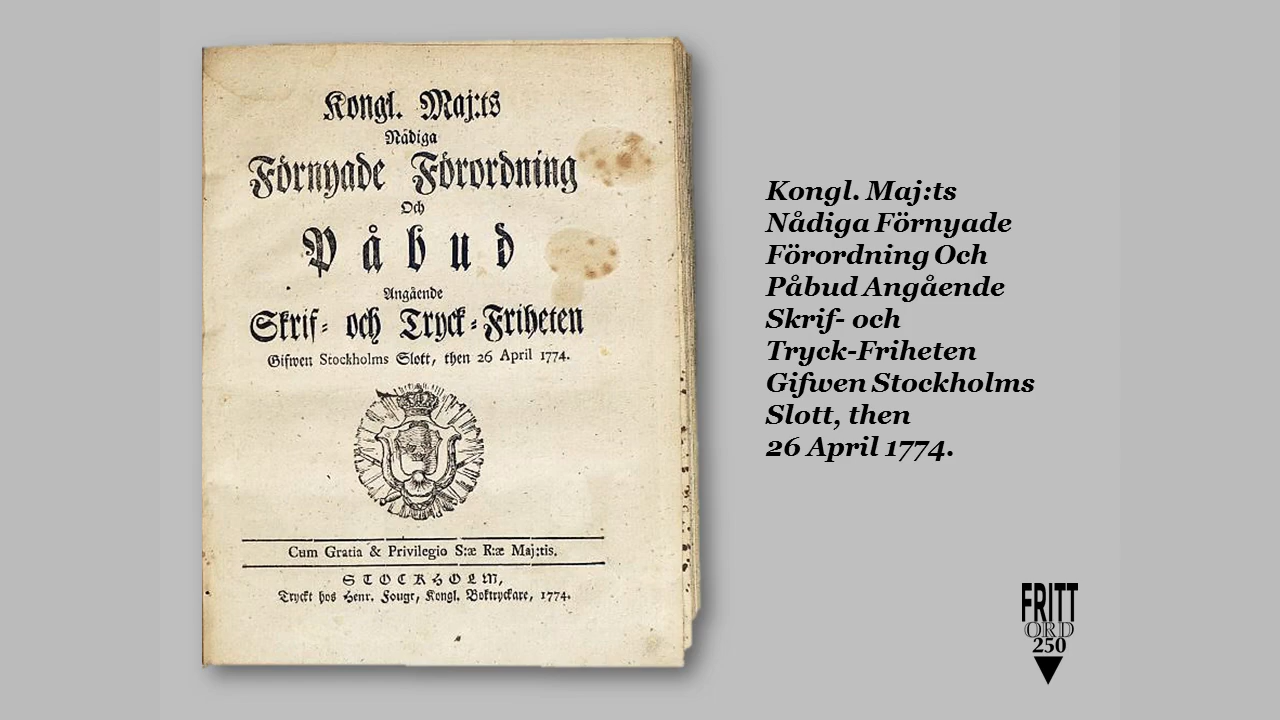 Kongl. Maj:ts
Nådiga
Förnyade Förordning
Och
Påbud
Angående
Skrif- och Tryck-Friheten
Gifwen Stockholms Slott, then 26 April 1774.
Cum Gratia & Privilegio S:æ R:æ Maj:tis.
STOCKHOLM,
Tryckt hos Henr. Fougt, Kongl. Boktryckare, 1774.
Kongl. Maj:ts
Nådiga Förnyade
Förordning Och
Påbud Angående
Skrif- och
Tryck-Friheten
Gifwen Stockholms
Slott, then
26 April 1774.
FRITT
ORD
250